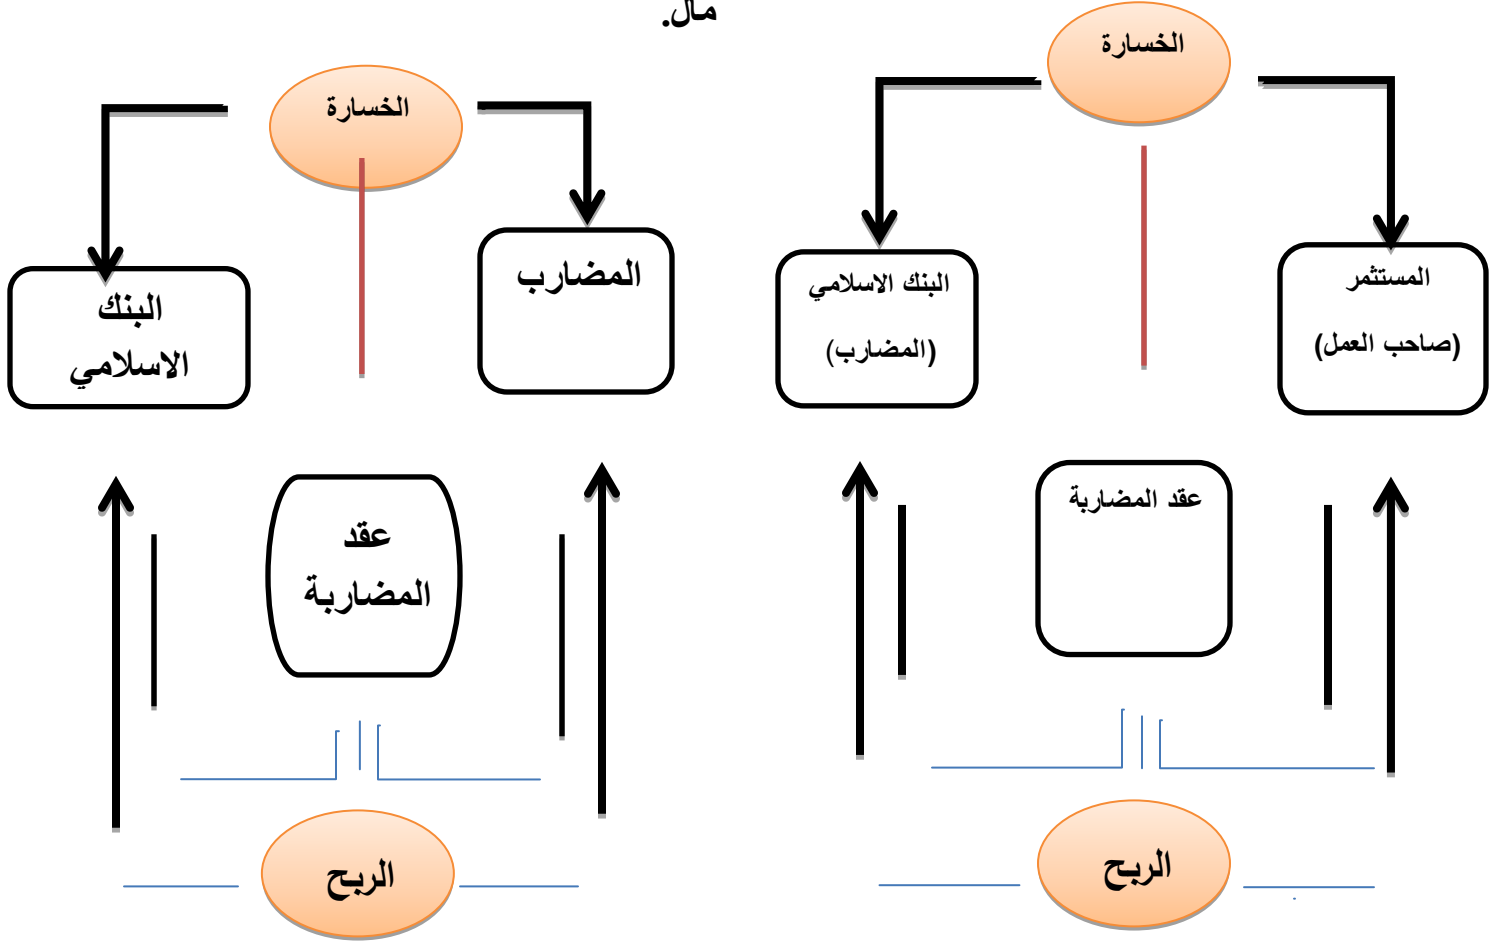 مال.
الخسارة
المستثمر
(صاحب العمل)
البنك الاسلامي
(المضارب)
عقد المضاربة
الربح
الخسارة
المضارب
البنك
الاسلامي
عقد
المضاربة
الربح